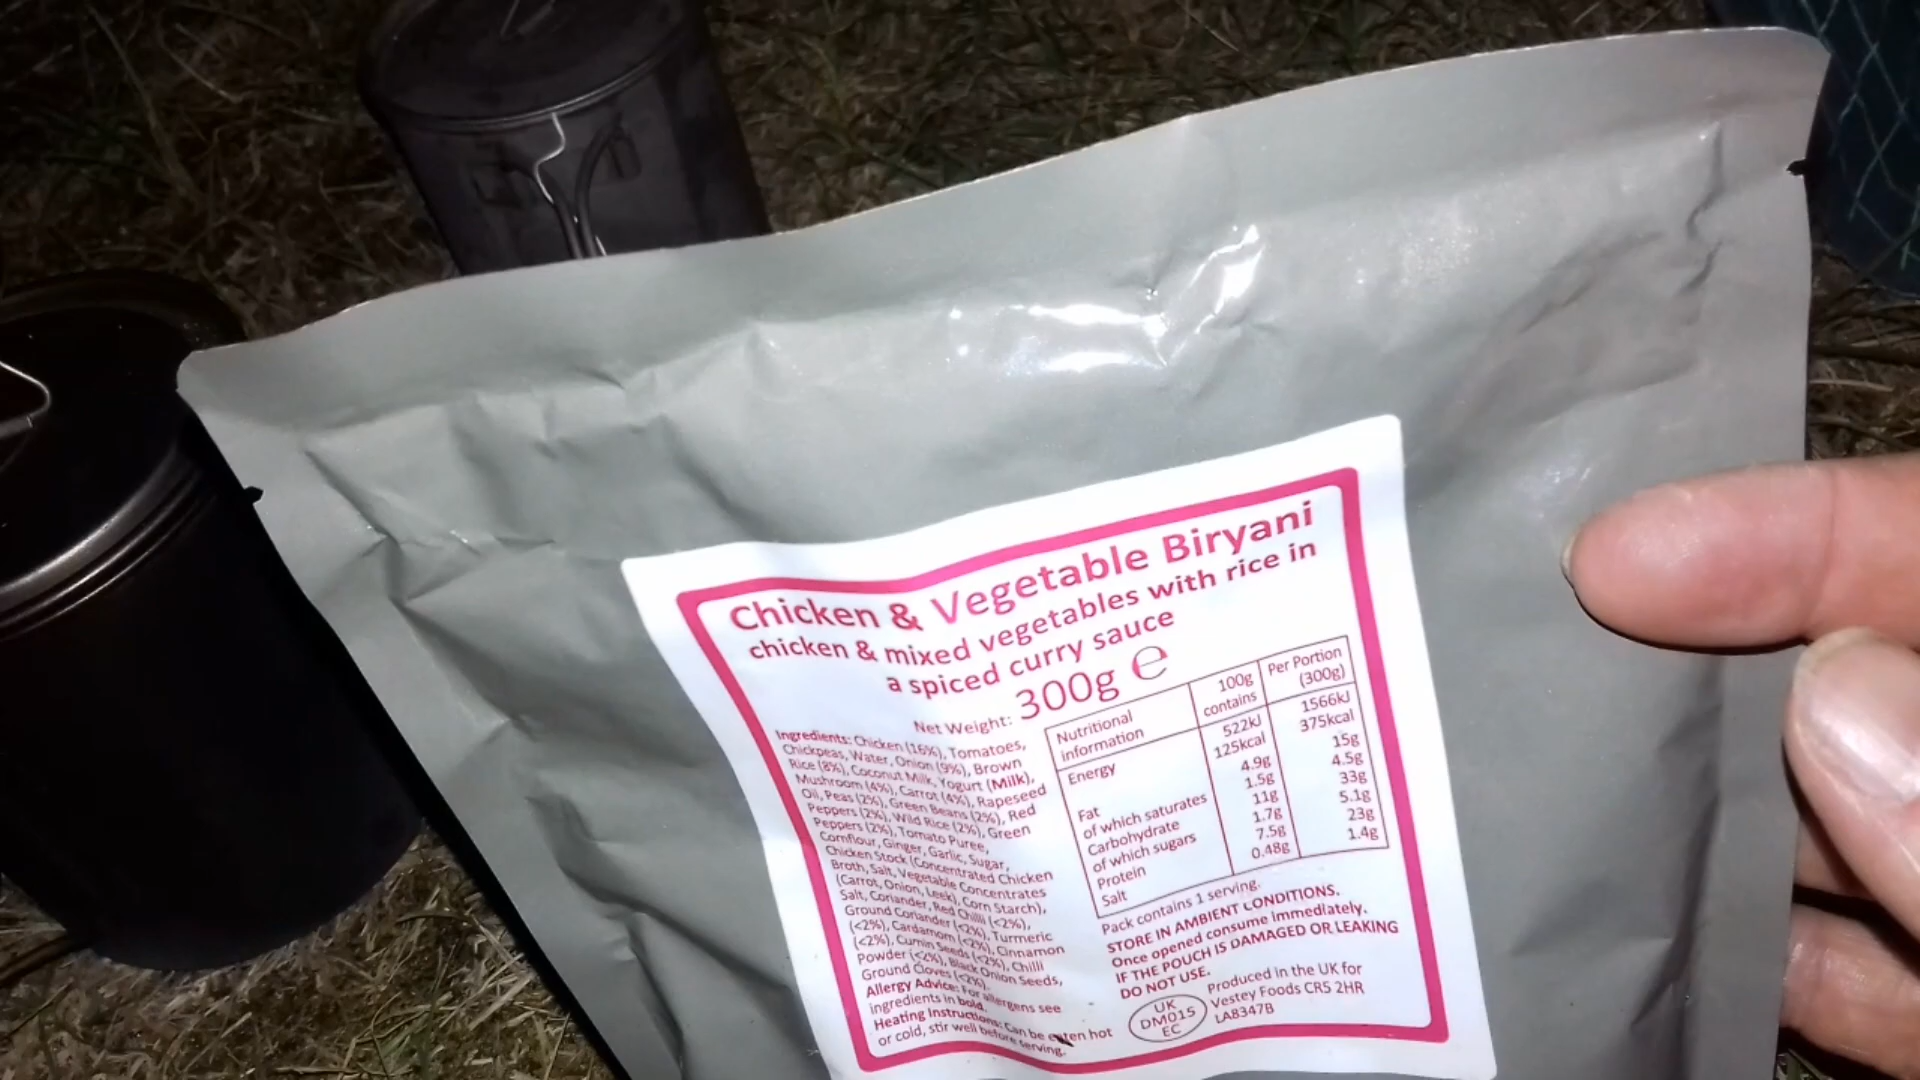 Chicken & Vegetable Biryani
chicken & mixed vegetables with rice in
a spiced curry sauce
Net Weight: 300g e
Ingredients: Chicken (16%), Tomatoes,
Chickpeas, Water, Onion (9%), Brown
Rice (8%), Coconut Milk, Yogurt (Milk),
Mushroom (4%), Carrot (4%), Rapeseed
Oil, Peas (2%), Green Beans (2%), Red
Peppers (2%), Wild Rice (2%), Green
Peppers (2%), Tomato Puree,
Cornflour, Ginger, Garlic, Sugar,
Chicken Stock (Concentrated Chicken
Broth, Salt, Vegetable Concentrates
(Carrot, Onion, Leek), Corn Starch),
Salt, Coriander, Red Chilli (<2%),
Ground Coriander (<2%), Turmeric
(<2%), Cardamom (<2%), Cinnamon
Powder (<2%), Cumin Seeds (<2%), Chilli
Ground Cloves (<2%), Black Onion Seeds,
Allergy Advice: For allergens see
ingredients in bold.
Heating Instructions: Can be eaten hot
or cold, stir well before serving.
Nutritional
information
100g
contains
Per Portion
(300g)
Energy 522kJ 1566kJ
125kcal 375kcal
Fat 4.9g 15g
of which saturates 1.5g 4.5g
Carbohydrate 11g 33g
of which sugars 1.7g 5.1g
Protein 7.5g 23g
Salt 0.48g 1.4g
Pack contains 1 serving.
STORE IN AMBIENT CONDITIONS.
Once opened consume immediately.
IF THE POUCH IS DAMAGED OR LEAKING
DO NOT USE.
UK
DM015
EC
Produced in the UK for
Vestey Foods CR5 2HR
LA8347B